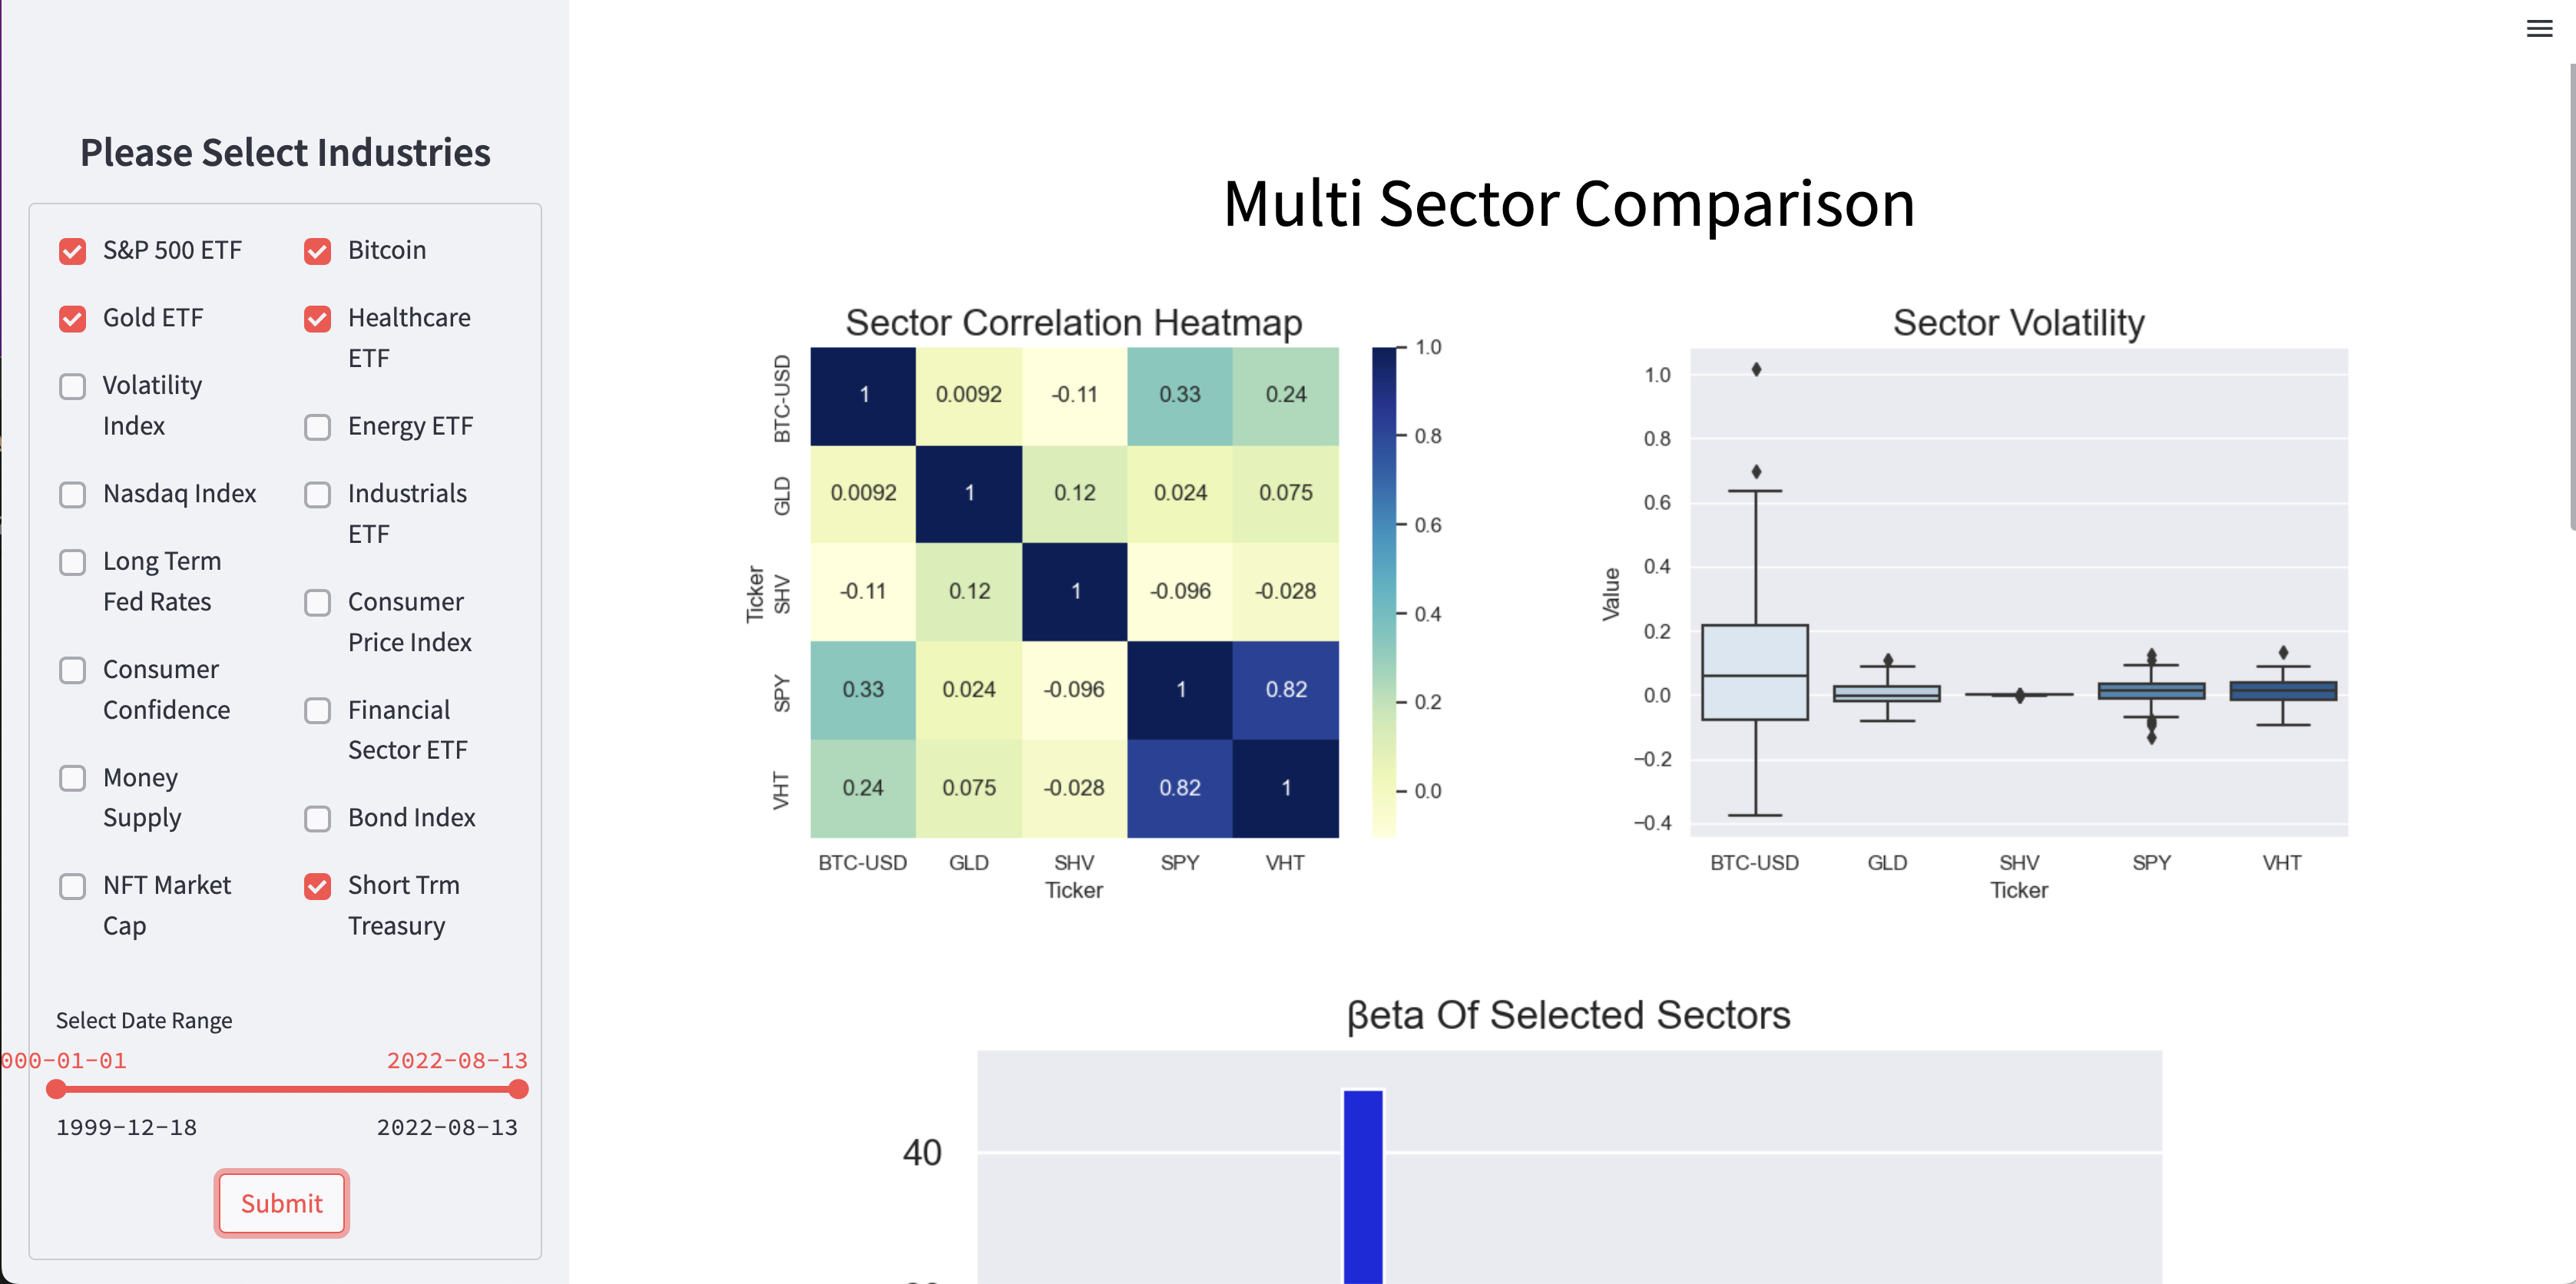 Please Select Industries
S&P 500 ETF
Gold ETF
Volatility
Index
Nasdaq Index
Long Term
Fed Rates
Consumer
Confidence
Money
Supply
NFT Market
Cap
Bitcoin
Healthcare
ETF
Energy ETF
Industrials
ETF
Consumer
Price Index
Financial
Sector ETF
Bond Index
Short Trm
Treasury
Select Date Range
000-01-01 2022-08-13
1999-12-18 2022-08-13
Submit
Multi Sector Comparison
Sector Correlation Heatmap
BTC-USD 1 0.0092 -0.11 0.33 0.24
GLD 0.0092 1 0.12 0.024 0.075
SHV -0.11 0.12 1 -0.096 -0.028
SPY 0.33 0.024 -0.096 1 0.82
VHT 0.24 0.075 -0.028 0.82 1
Ticker
BTC-USD GLD SHV SPY VHT
Ticker
1.0
0.8
0.6
0.4
0.2
0.0
Sector Volatility
Value
1.0
0.8
0.6
0.4
0.2
0.0
−0.2
−0.4
BTC-USD GLD SHV SPY VHT
Ticker
βeta Of Selected Sectors
40